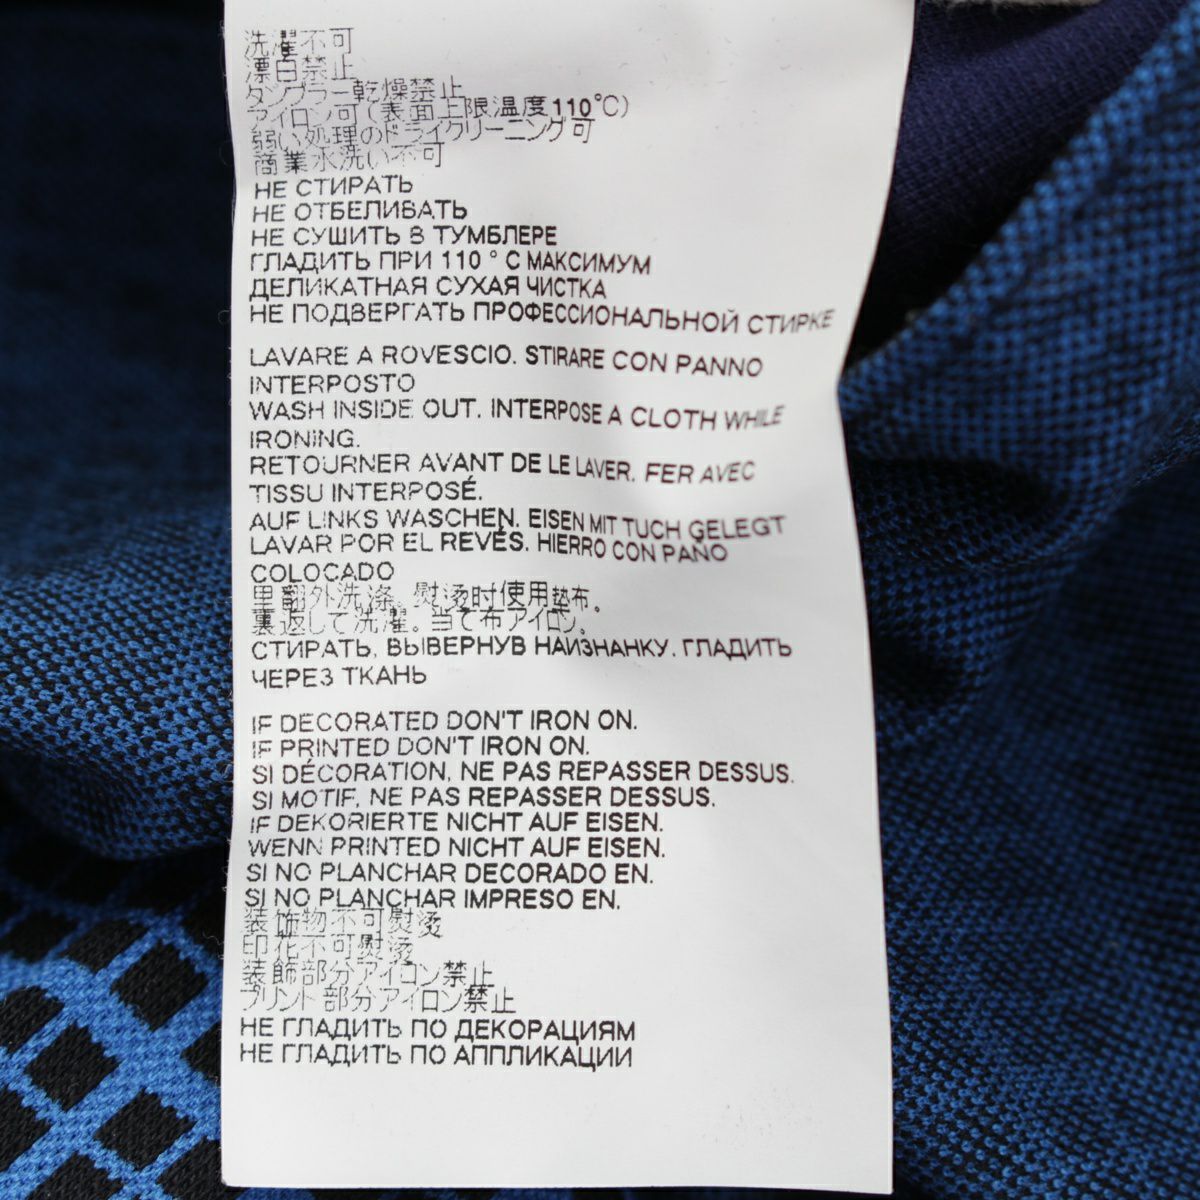 洗濯不可
漂白禁止
タンブラー乾燥禁止
アイロン可(表面上限温度110℃)
弱い処理のドライクリーニング可
商業水洗い不可
НЕ СТИРАТЬ
НЕ ОТБЕЛИВАТЬ
НЕ СУШИТЬ В ТУМБЛЕРЕ
ГЛАДИТЬ ПРИ 110 ° С МАКСИМУМ
ДЕЛИКАТНАЯ СУХАЯ ЧИСТКА
НЕ ПОДВЕРГАТЬ ПРОФЕССИОНАЛЬНОЙ СТИРКЕ
LAVARE A ROVESCIO. STIRARE CON PANNO
INTERPOSTO
WASH INSIDE OUT. INTERPOSE A CLOTH WHILE
IRONING.
RETOURNER AVANT DE LE LAVER. FER AVEC
TISSU INTERPOSÉ.
AUF LINKS WASCHEN. EISEN MIT TUCH GELEGT
LAVAR POR EL REVÉS. HIERRO CON PAÑO
COLOCADO
里翻外洗涤。熨烫时使用垫布。
裏返して洗濯。当て布アイロン。
СТИРАТЬ, ВЫВЕРНУВ НАИЗНАНКУ. ГЛАДИТЬ
ЧЕРЕЗ ТКАНЬ
IF DECORATED DON'T IRON ON.
IF PRINTED DON'T IRON ON.
SI DÉCORATION, NE PAS REPASSER DESSUS.
SI MOTIF, NE PAS REPASSER DESSUS.
IF DEKORIERTE NICHT AUF EISEN.
WENN PRINTED NICHT AUF EISEN.
SI NO PLANCHAR DECORADO EN.
SI NO PLANCHAR IMPRESO EN.
装饰物不可熨烫
印花不可熨烫
装飾部分アイロン禁止
プリント部分アイロン禁止
НЕ ГЛАДИТЬ ПО ДЕКОРАЦИЯМ
НЕ ГЛАДИТЬ ПО АППЛИКАЦИИ